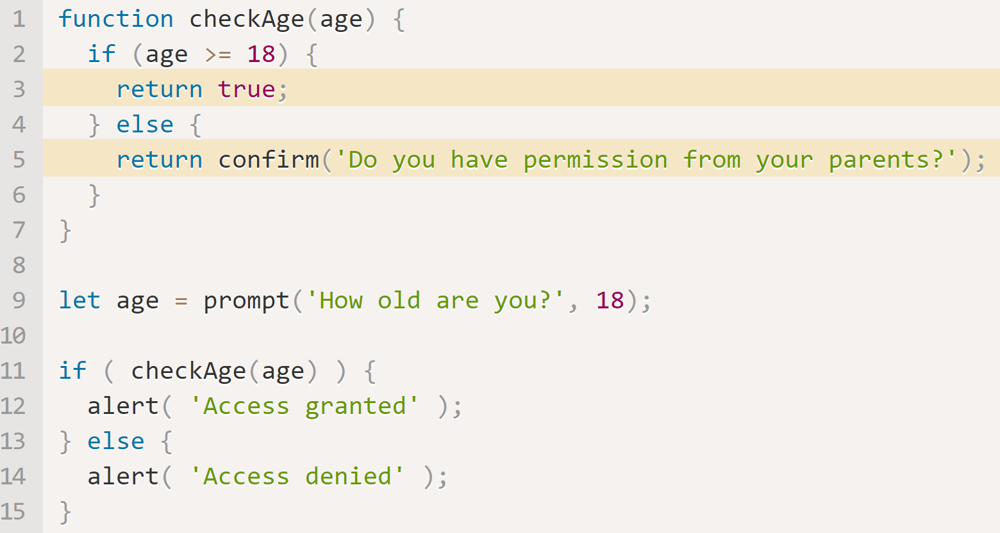 1 function checkAge(age) {
2   if (age >= 18) {
3     return true;
4   } else {
5     return confirm('Do you have permission from your parents?');
6   }
7 }
8
9 let age = prompt('How old are you?', 18);
10
11 if ( checkAge(age) ) {
12   alert( 'Access granted' );
13 } else {
14   alert( 'Access denied' );
15 }